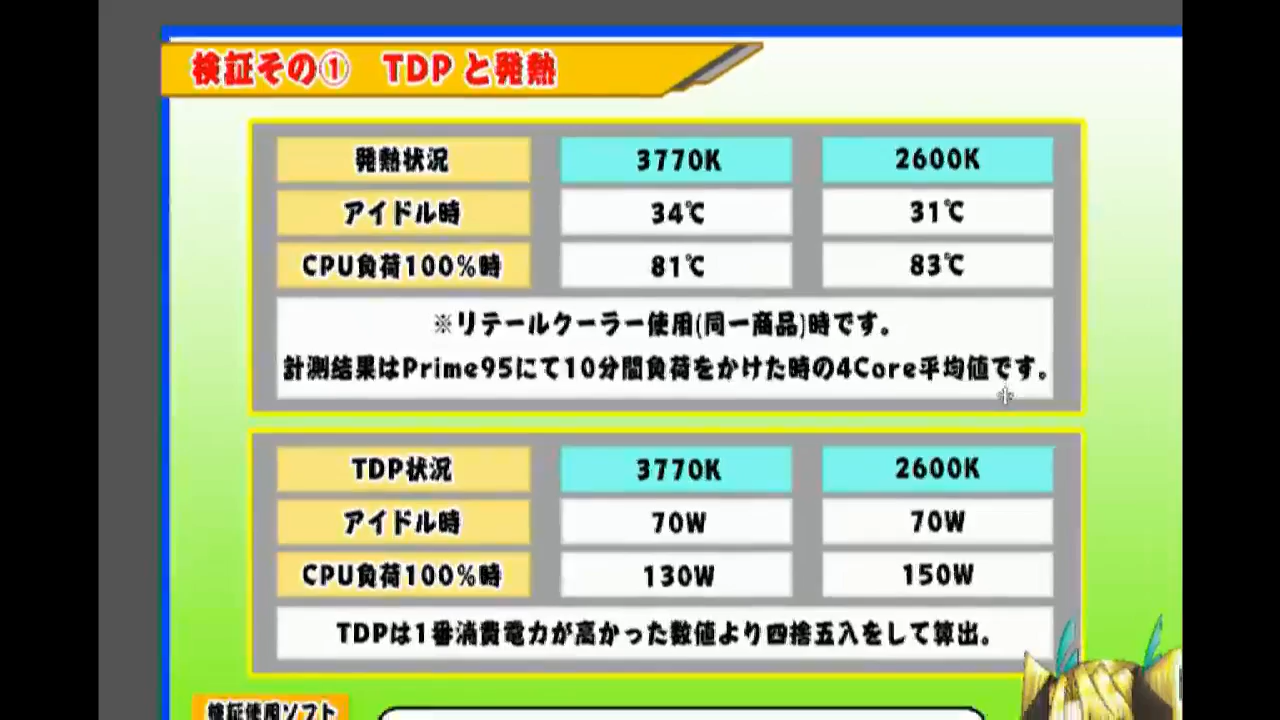 検証その① TDPと発熱
発熱状況 3770K 2600K
アイドル時 34℃ 31℃
CPU負荷100%時 81℃ 83℃
※リテールクーラー使用(同一商品)時です。
計測結果はPrime95にて10分間負荷をかけた時の4Core平均値です。
TDP状況 3770K 2600K
アイドル時 70W 70W
CPU負荷100%時 130W 150W
TDPは1番消費電力が高かった数値より四捨五入をして算出。
検証使用ソフト